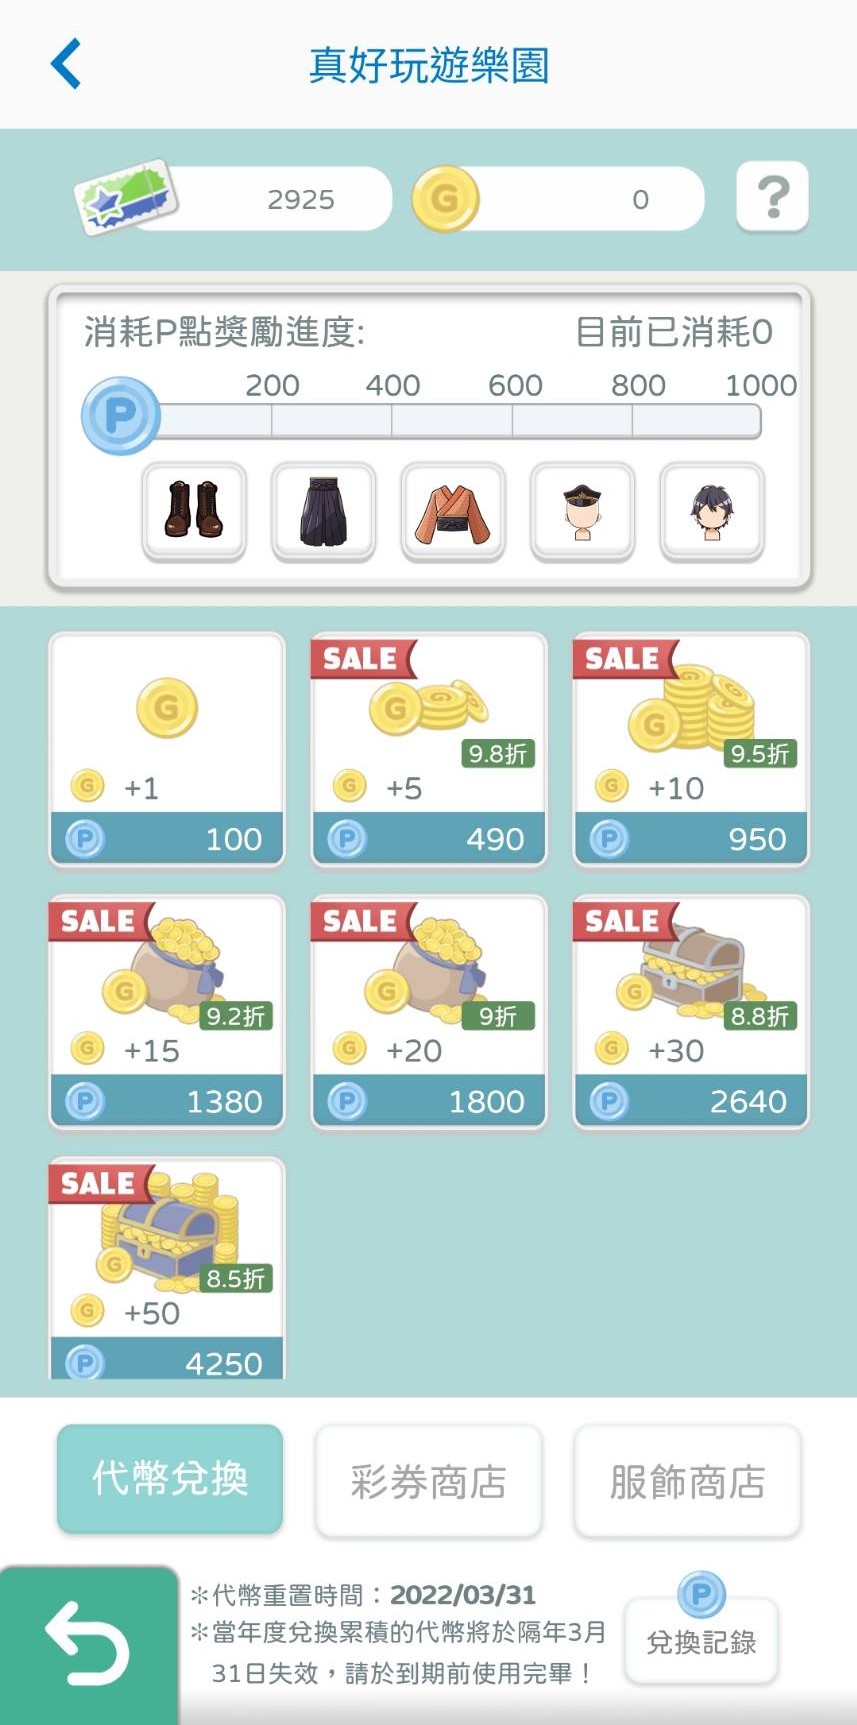 真好玩遊樂園
2925
G
0
?
消耗P點獎勵進度:
目前已消耗0
200 400 600 800 1000
P
G
G +1
P 100
SALE
G
9.8折
G +5
P 490
SALE
G
9.5折
G +10
P 950
SALE
G
9.2折
G +15
P 1380
SALE
G
9折
G +20
P 1800
SALE
G
8.8折
G +30
P 2640
SALE
G
8.5折
G +50
P 4250
代幣兌換
彩券商店
服飾商店
＊代幣重置時間：2022/03/31
＊當年度兌換累積的代幣將於隔年3月
31日失效，請於到期前使用完畢！
P
兌換記錄